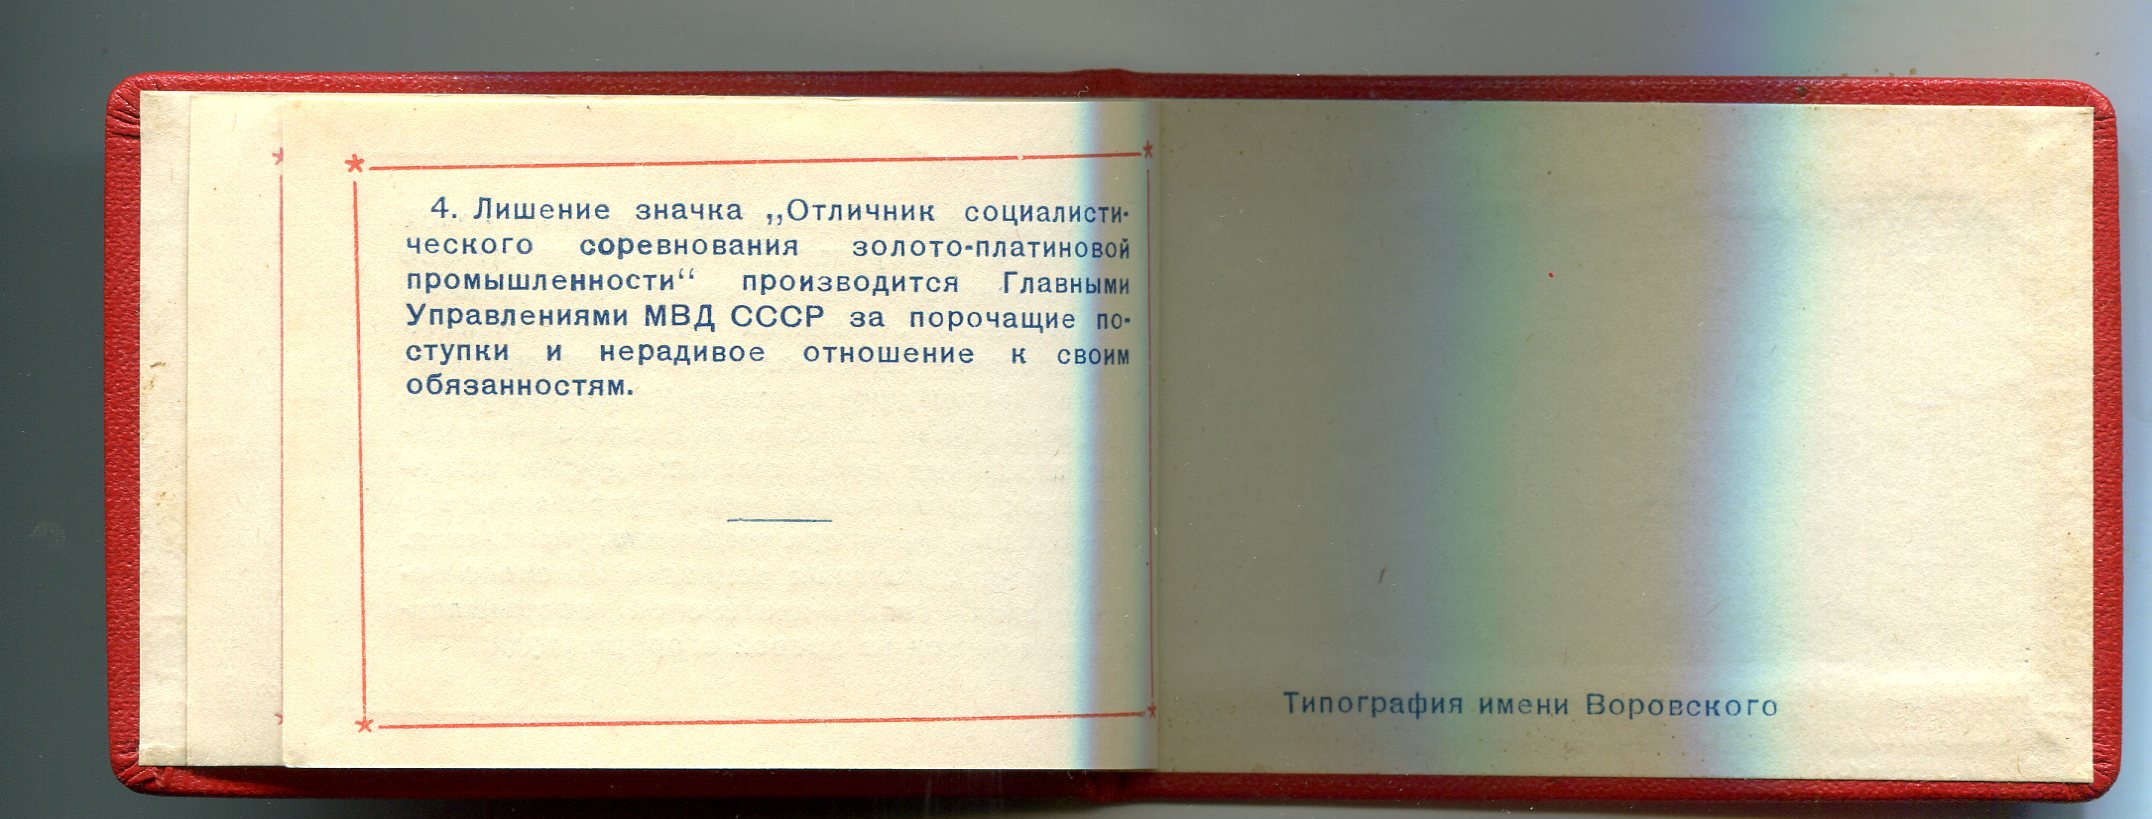 4. Лишение значка „Отличник социалисти-
ческого соревнования золото-платиновой
промышленности“ производится Главными
Управлениями МВД СССР за порочащие по-
ступки и нерадивое отношение к своим
обязанностям.
Типография имени Воровского